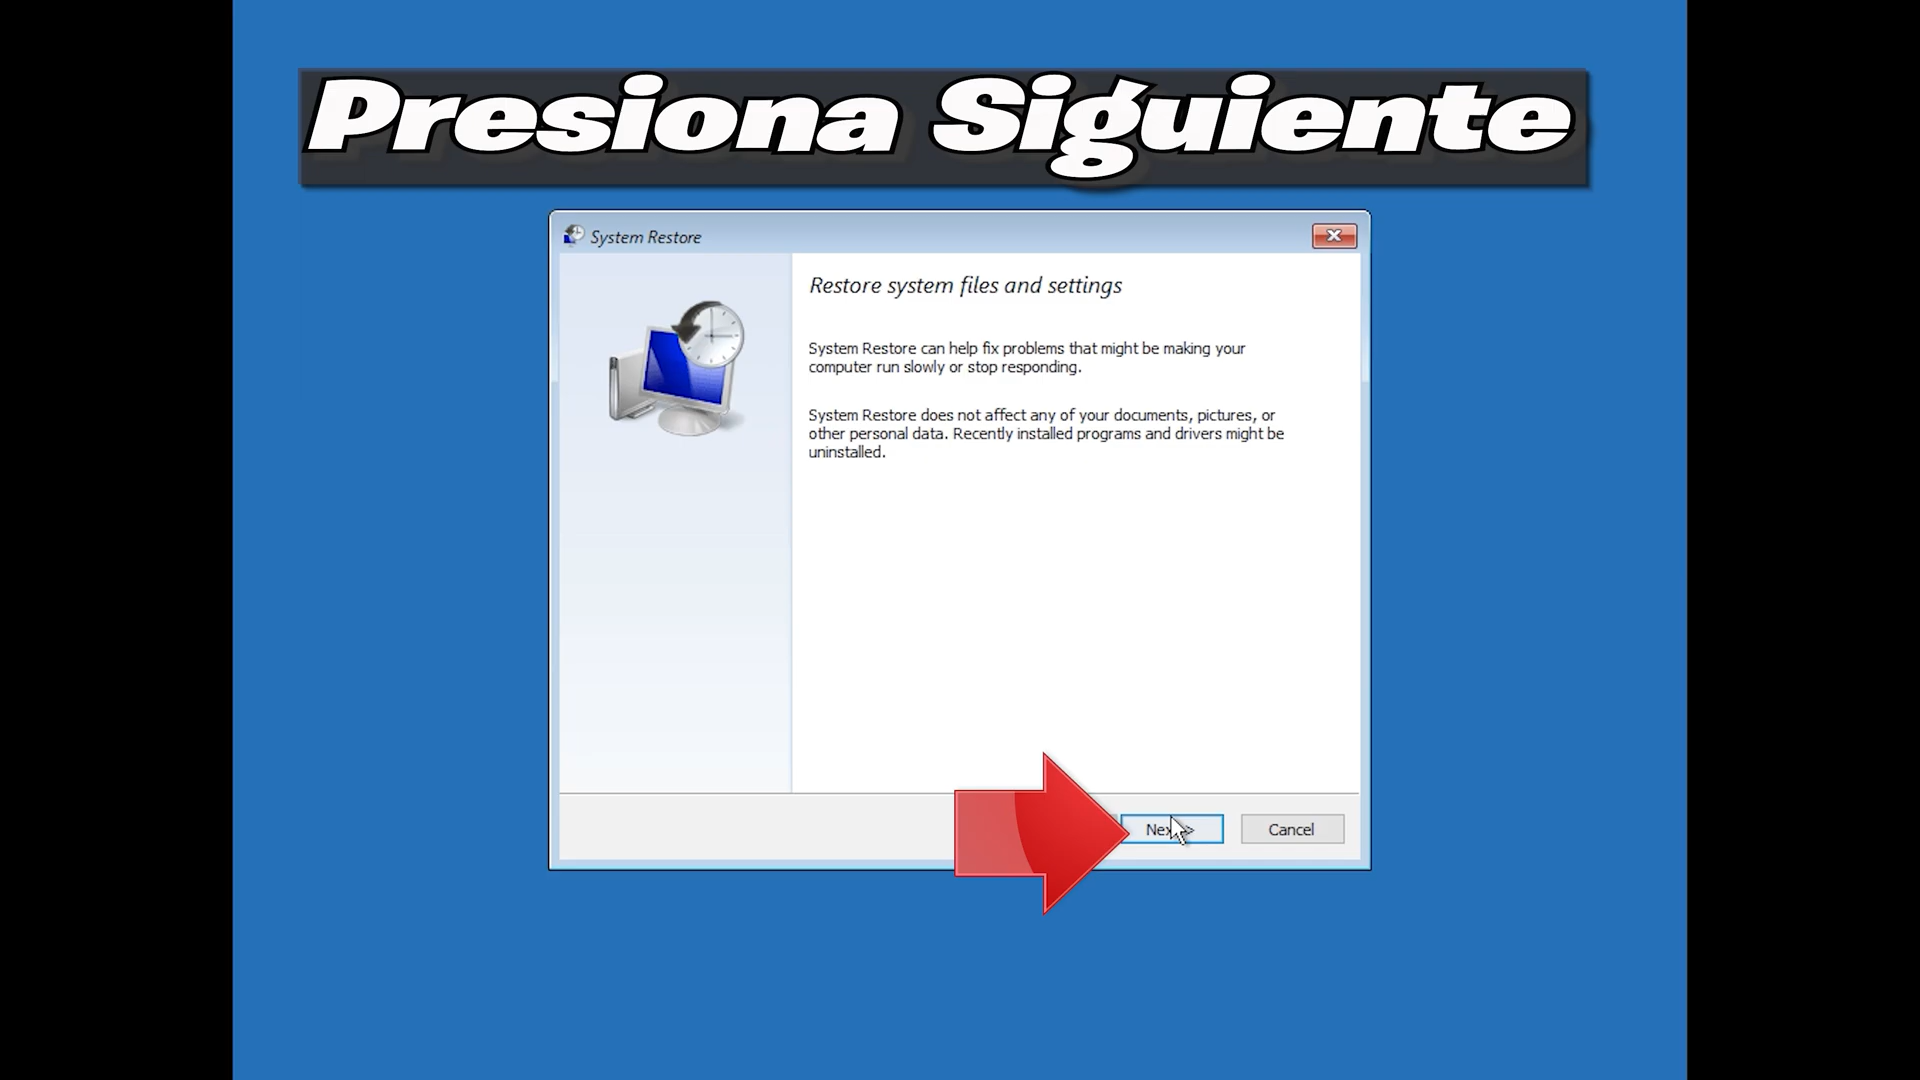 Presiona Siguiente
System Restore
Restore system files and settings
System Restore can help fix problems that might be making your
computer run slowly or stop responding.
System Restore does not affect any of your documents, pictures, or
other personal data. Recently installed programs and drivers might be
uninstalled.
Cancel